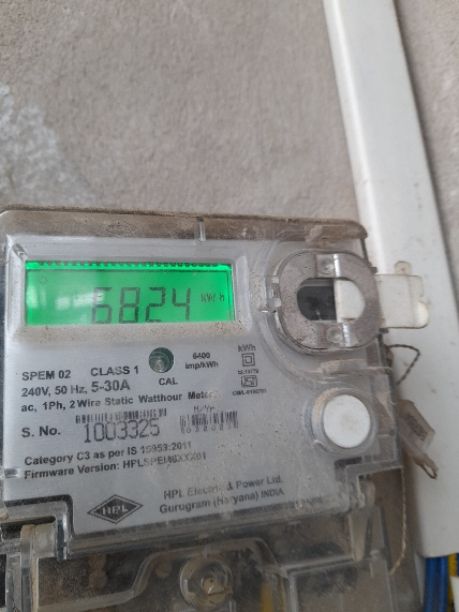 6824
kWh
SPEM 02 CLASS 1
6400
imp/kWh
240V, 50 Hz, 5-30A CAL
ac, 1Ph, 2 Wire Static Watthour Meter
S. No. 1003325
Category C3 as per IS 15959:2011
Firmware Version:
HPL Electric & Power Ltd.
Gurugram (Haryana) INDIA
HPL